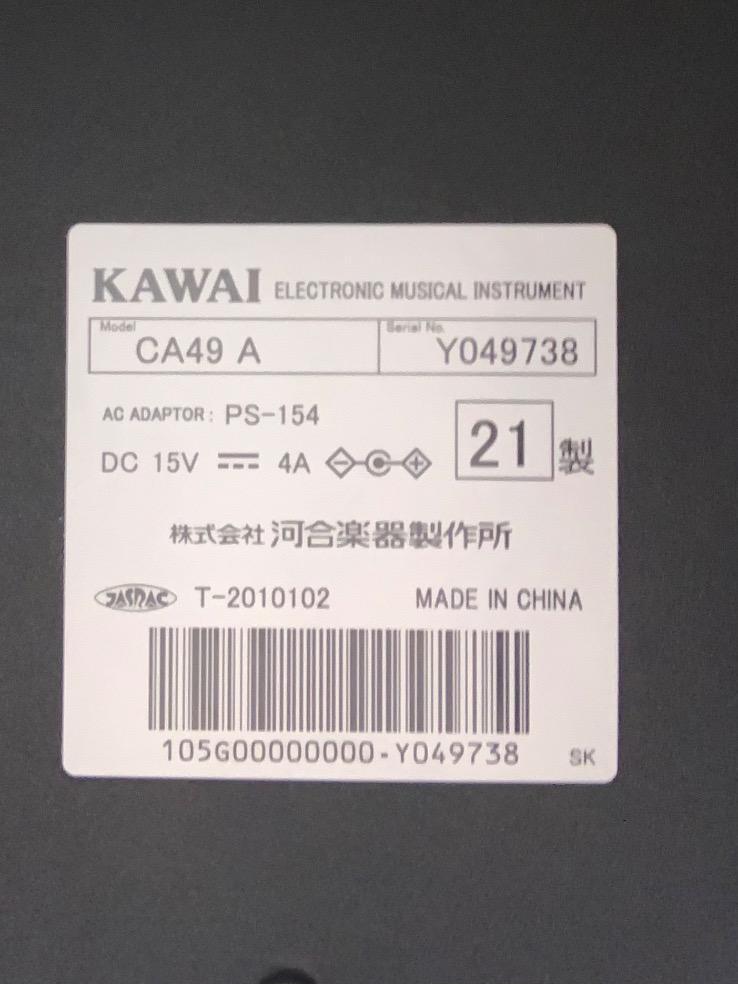 KAWAI ELECTRONIC MUSICAL INSTRUMENT
Model Serial No.
CA49 A Y049738
AC ADAPTOR: PS-154
DC 15V 4A
21 製
株式会社 河合楽器製作所
JASRAC T-2010102 MADE IN CHINA
105G00000000-Y049738 SK